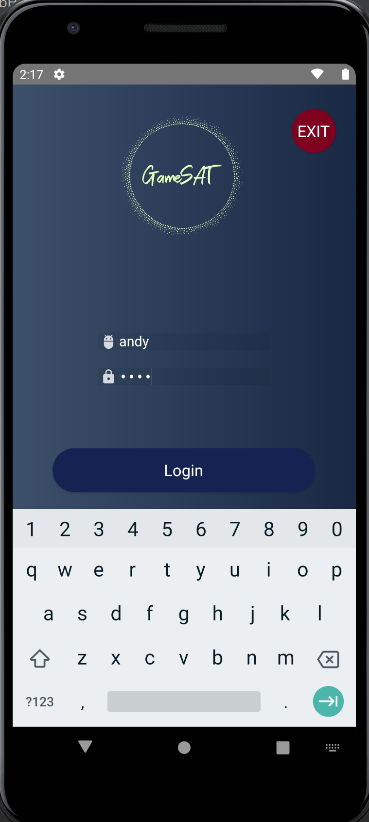 2:17
EXIT
GameSAT
andy
••••
Login
1 2 3 4 5 6 7 8 9 0
q w e r t y u i o p
a s d f g h j k l
z x c v b n m
?123 , .